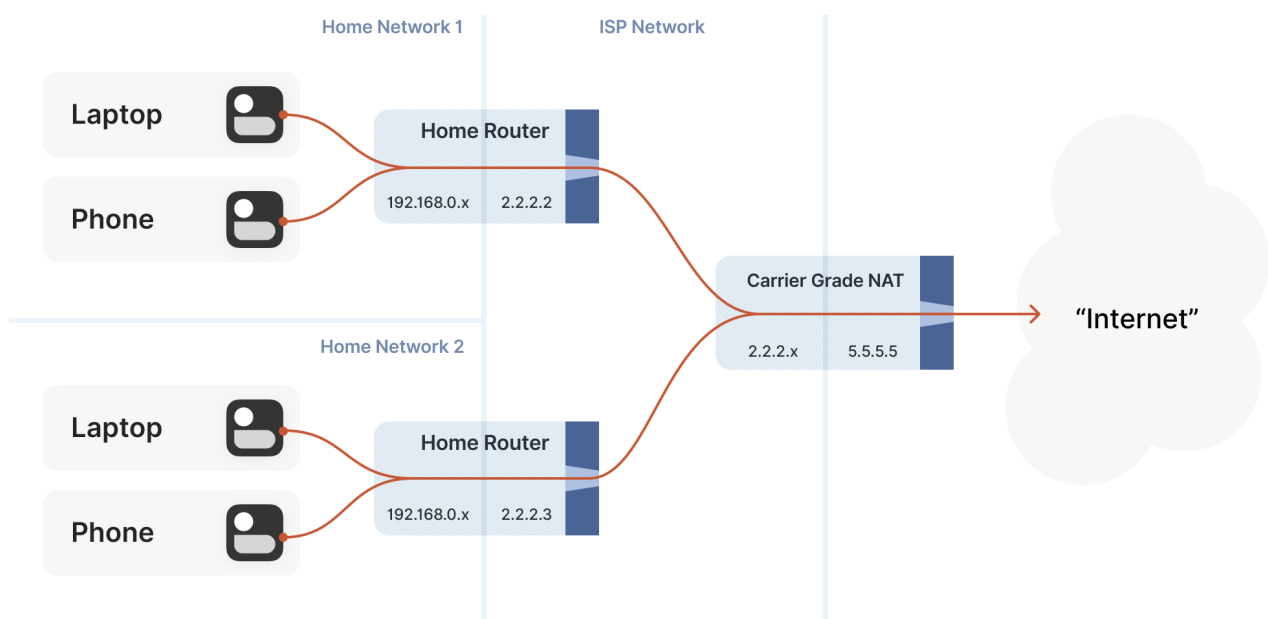 Home Network 1
ISP Network
Laptop
Phone
Home Router
192.168.0.x
2.2.2.2
Carrier Grade NAT
2.2.2.x
5.5.5.5
“Internet”
Home Network 2
Laptop
Phone
Home Router
192.168.0.x
2.2.2.3